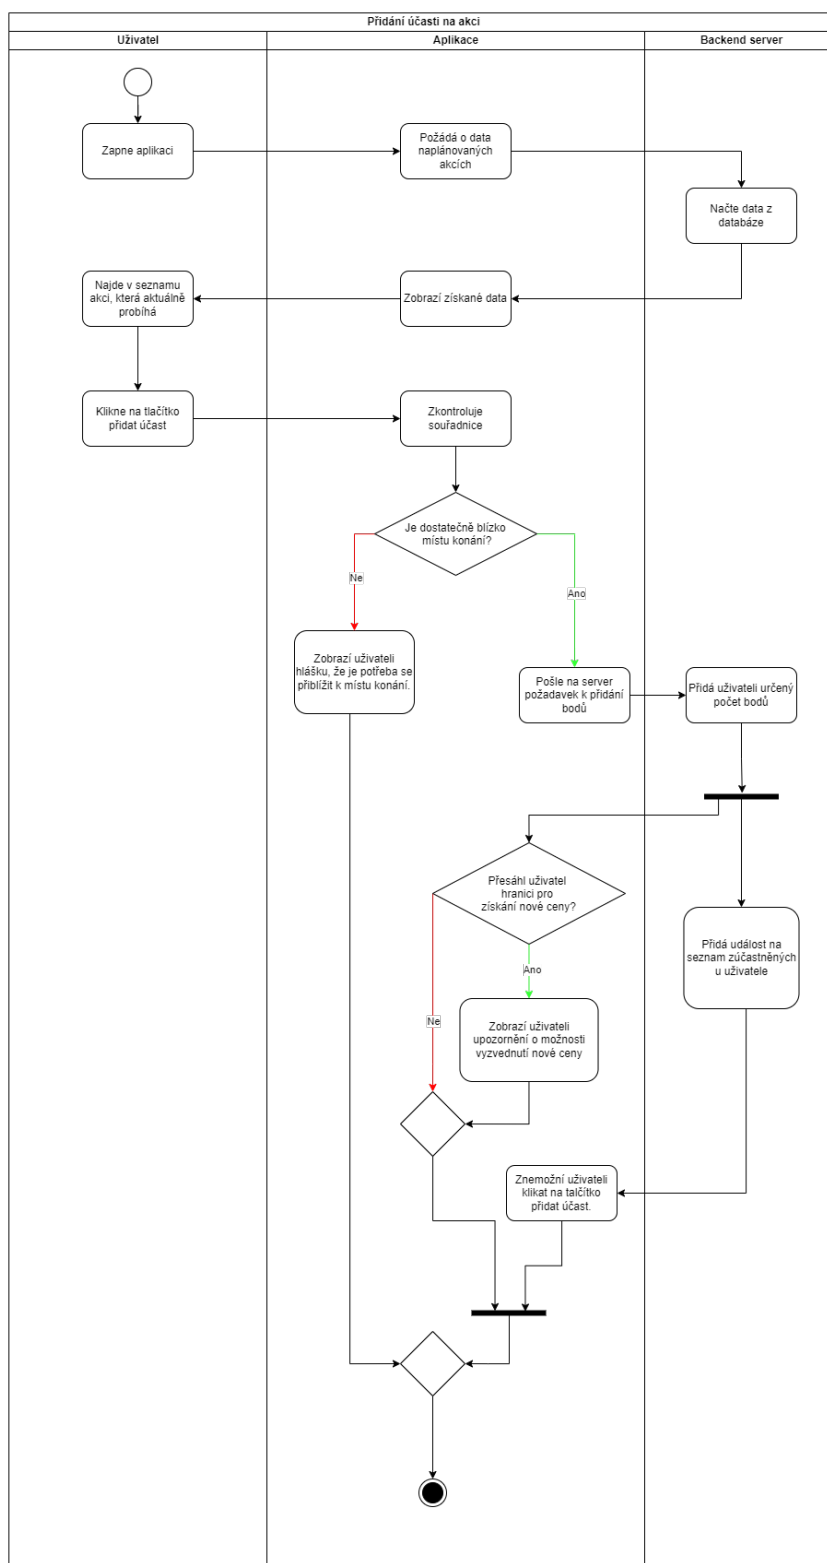 Přidání účasti na akci
Uživatel
Aplikace
Backend server
Zapne aplikaci
Požádá o data
naplánovaných
akcích
Načte data z
databáze
Najde v seznamu
akci, která aktuálně
probíhá
Zobrazí získané data
Klikne na tlačítko
přidat účast
Zkontroluje
souřadnice
Je dostatečně blízko
místu konání?
Ne
Ano
Zobrazí uživateli
hlášku, že je potřeba se
přiblížit k místu konání.
Pošle na server
požadavek k přidání
bodů
Přidá uživateli určený
počet bodů
Přesáhl uživatel
hranici pro
získání nové ceny?
Přidá událost na
seznam zúčastněných
u uživatele
Ano
Ne
Zobrazí uživateli
upozornění o možnosti
vyzvednutí nové ceny
Znemožní uživateli
klikat na talčítko
přidat účast.